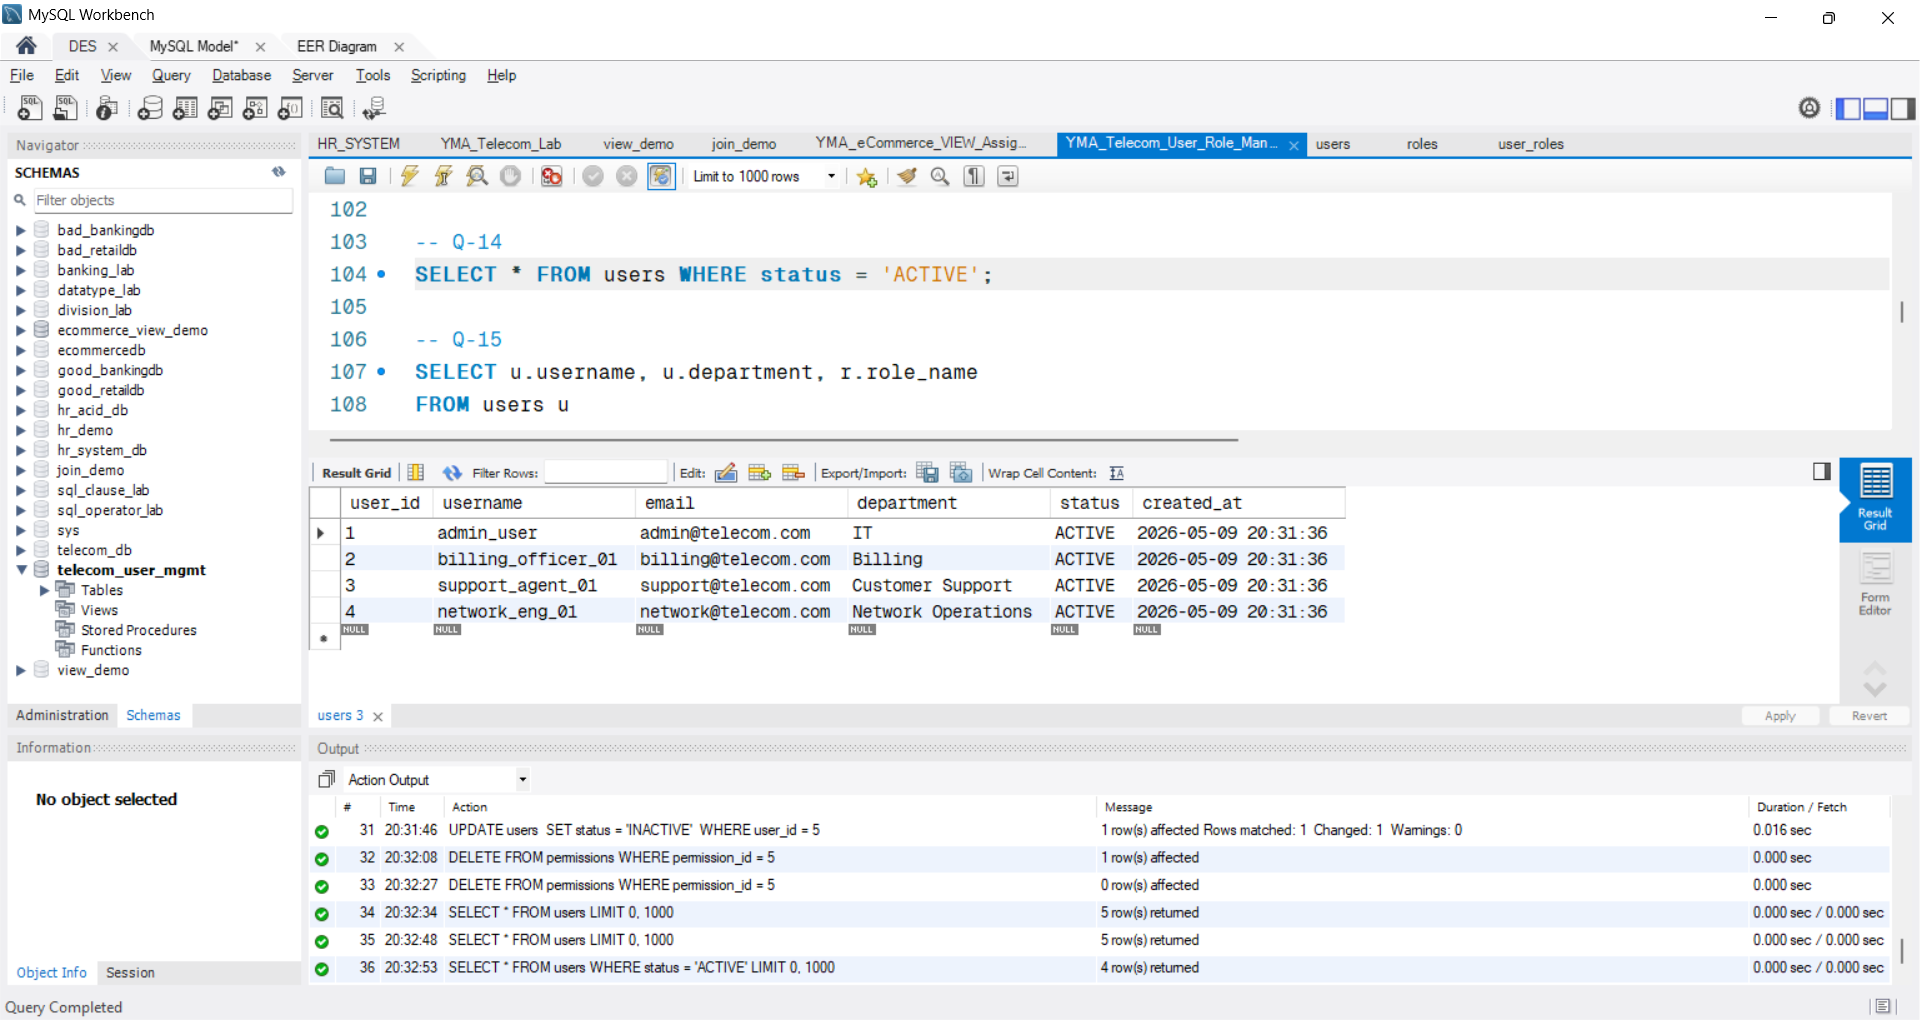 MySQL Workbench
DES
MySQL Model*
EER Diagram
File Edit View Query Database Server Tools Scripting Help
Navigator
SCHEMAS
Filter objects
bad_bankingdb
bad_retaildb
banking_lab
datatype_lab
division_lab
ecommerce_view_demo
ecommercedb
good_bankingdb
good_retaildb
hr_acid_db
hr_demo
hr_system_db
join_demo
sql_clause_lab
sql_operator_lab
sys
telecom_db
telecom_user_mgmt
Tables
Views
Stored Procedures
Functions
view_demo
Administration Schemas
Information
No object selected
Object Info Session
HR_SYSTEM YMA_Telecom_Lab view_demo join_demo YMA_eCommerce_VIEW_Assig... YMA_Telecom_User_Role_Man... users roles user_roles
Limit to 1000 rows
102
103 -- Q-14
104 SELECT * FROM users WHERE status = 'ACTIVE';
105
106 -- Q-15
107 SELECT u.username, u.department, r.role_name
108 FROM users u
Result Grid Filter Rows: Edit: Export/Import: Wrap Cell Content:
user_id username email department status created_at
1 admin_user admin@telecom.com IT ACTIVE 2026-05-09 20:31:36
2 billing_officer_01 billing@telecom.com Billing ACTIVE 2026-05-09 20:31:36
3 support_agent_01 support@telecom.com Customer Support ACTIVE 2026-05-09 20:31:36
4 network_eng_01 network@telecom.com Network Operations ACTIVE 2026-05-09 20:31:36
NULL NULL NULL NULL NULL NULL
Result Grid
Form Editor
users 3
Apply Revert
Output
Action Output
# Time Action Message Duration / Fetch
31 20:31:46 UPDATE users SET status = 'INACTIVE' WHERE user_id = 5 1 row(s) affected Rows matched: 1 Changed: 1 Warnings: 0 0.016 sec
32 20:32:08 DELETE FROM permissions WHERE permission_id = 5 1 row(s) affected 0.000 sec
33 20:32:27 DELETE FROM permissions WHERE permission_id = 5 0 row(s) affected 0.000 sec
34 20:32:34 SELECT * FROM users LIMIT 0, 1000 5 row(s) returned 0.000 sec / 0.000 sec
35 20:32:48 SELECT * FROM users LIMIT 0, 1000 5 row(s) returned 0.000 sec / 0.000 sec
36 20:32:53 SELECT * FROM users WHERE status = 'ACTIVE' LIMIT 0, 1000 4 row(s) returned 0.000 sec / 0.000 sec
Query Completed